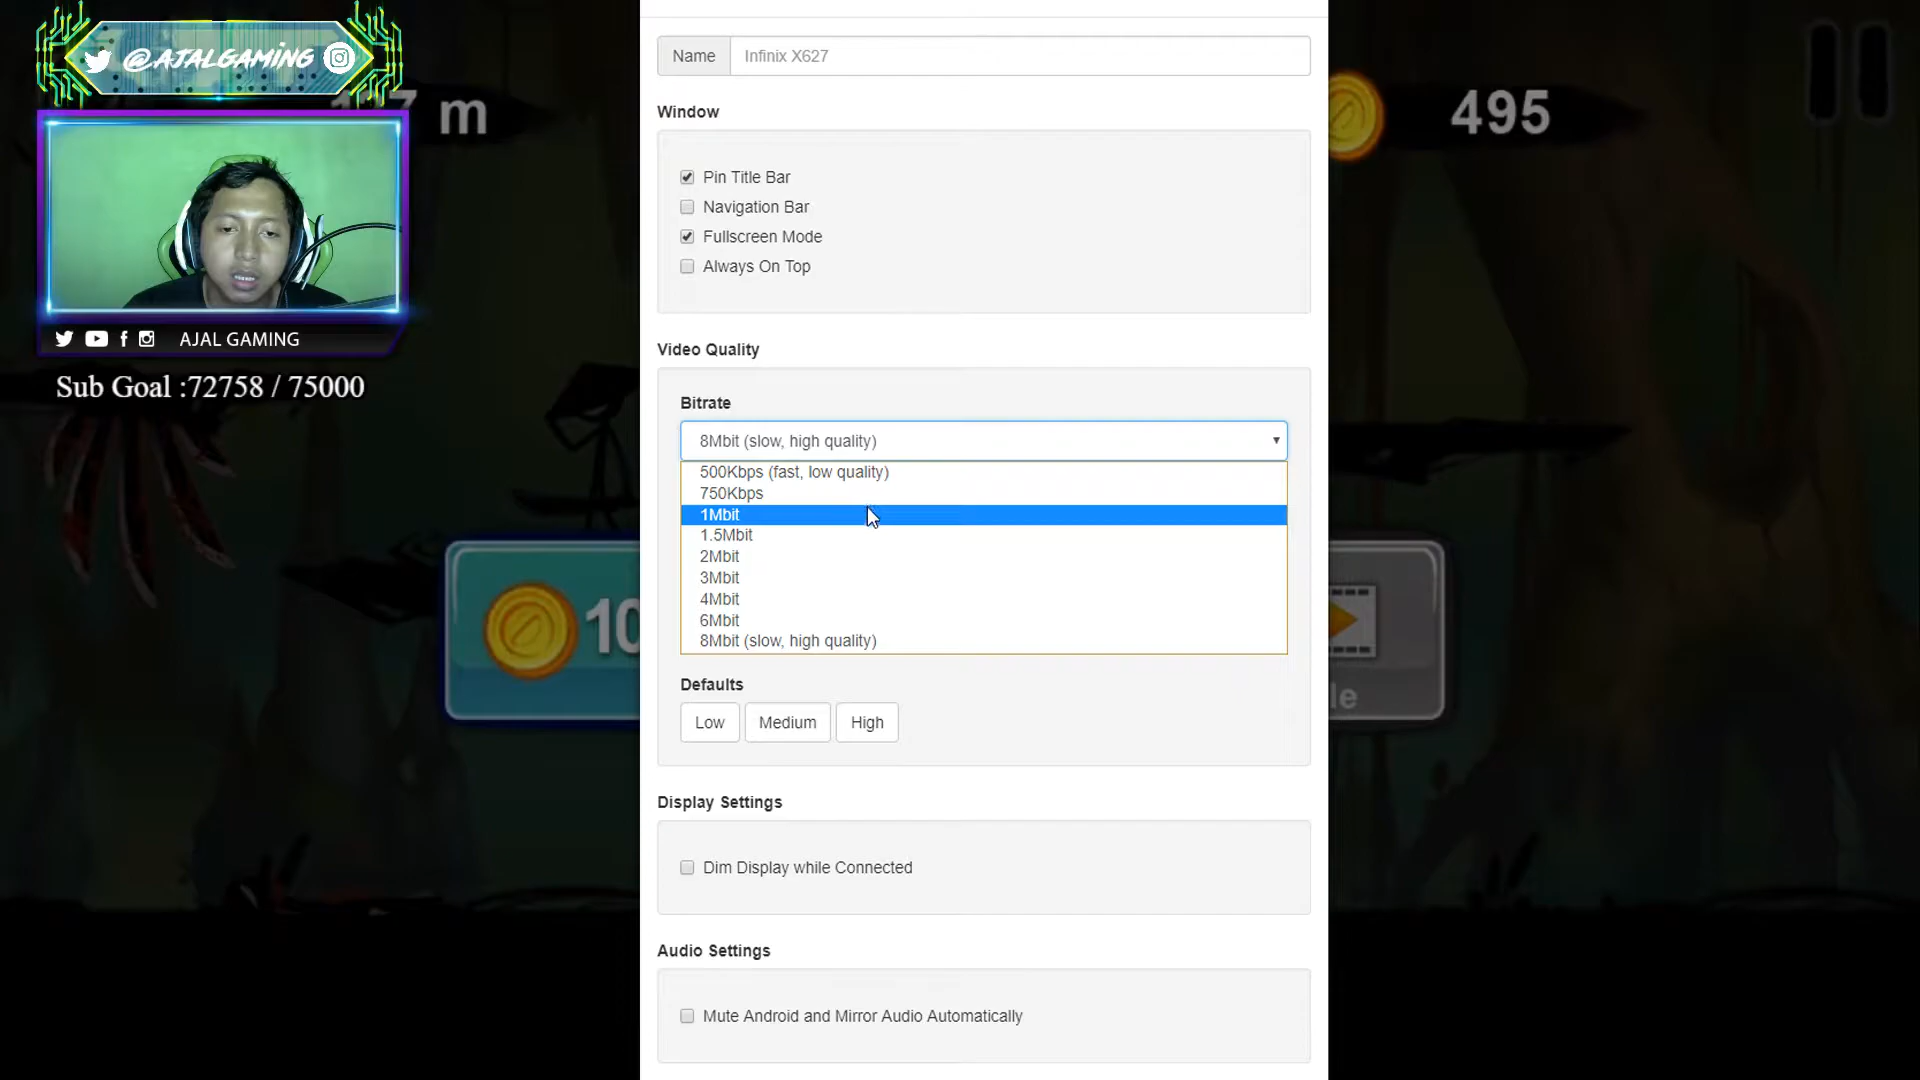 @AJALGAMING
m
495
AJAL GAMING
Sub Goal :72758 / 75000
Name
Infinix X627
Window
Pin Title Bar
Navigation Bar
Fullscreen Mode
Always On Top
Video Quality
Bitrate
8Mbit (slow, high quality)
500Kbps (fast, low quality)
750Kbps
1Mbit
1.5Mbit
2Mbit
3Mbit
4Mbit
6Mbit
8Mbit (slow, high quality)
10
Defaults
Low
Medium
High
Display Settings
Dim Display while Connected
Audio Settings
Mute Android and Mirror Audio Automatically